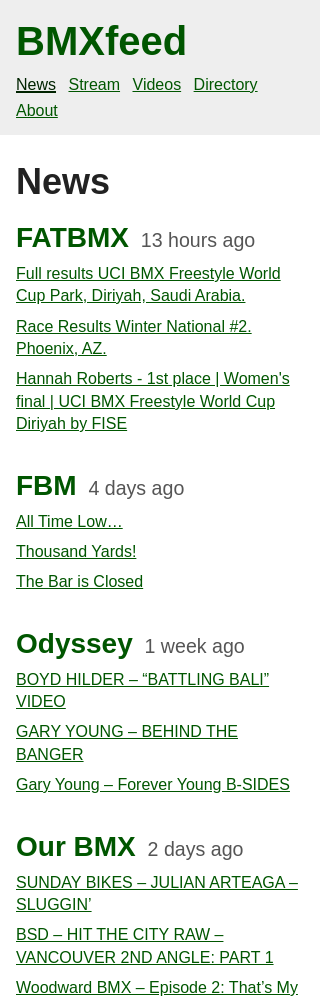 BMXfeed
News Stream Videos Directory
About
News
FATBMX 13 hours ago
Full results UCI BMX Freestyle World
Cup Park, Diriyah, Saudi Arabia.
Race Results Winter National #2.
Phoenix, AZ.
Hannah Roberts - 1st place | Women's
final | UCI BMX Freestyle World Cup
Diriyah by FISE
FBM 4 days ago
All Time Low…
Thousand Yards!
The Bar is Closed
Odyssey 1 week ago
BOYD HILDER – “BATTLING BALI”
VIDEO
GARY YOUNG – BEHIND THE
BANGER
Gary Young – Forever Young B-SIDES
Our BMX 2 days ago
SUNDAY BIKES – JULIAN ARTEAGA –
SLUGGIN’
BSD – HIT THE CITY RAW –
VANCOUVER 2ND ANGLE: PART 1
Woodward BMX – Episode 2: That’s My